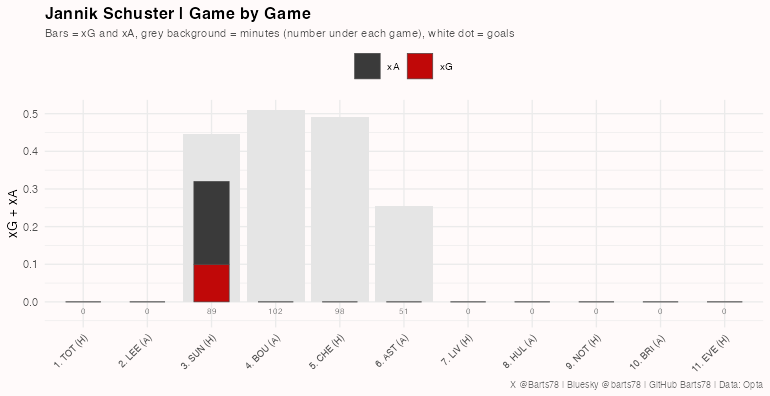 Jannik Schuster | Game by Game
Bars = xG and xA, grey background = minutes (number under each game), white dot = goals
xA xG
xG + xA
0.5
0.4
0.3
0.2
0.1
0.0
0 0 89 102 98 51 0 0 0 0 0
1. TOT (H)
2. LEE (A)
3. SUN (H)
4. BOU (A)
5. CHE (H)
6. AST (A)
7. LIV (H)
8. HUL (A)
9. NOT (H)
10. BRI (A)
11. EVE (H)
X @Barts78 | Bluesky @barts78 | GitHub Barts78 | Data: Opta